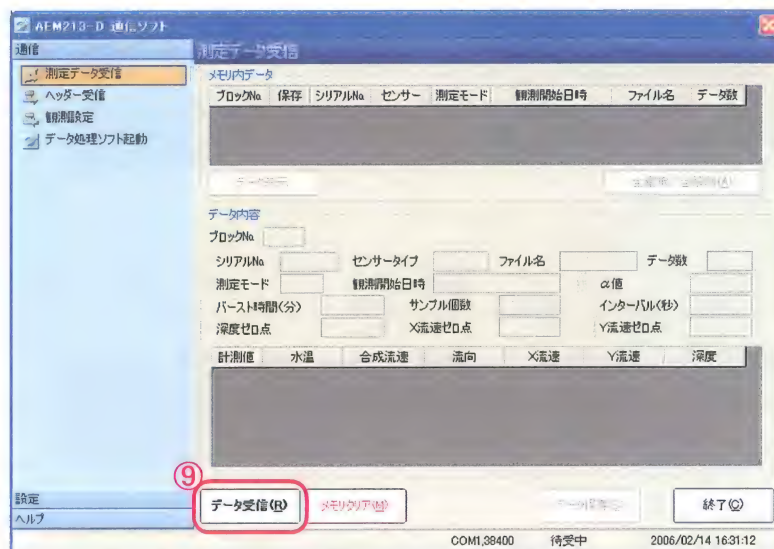 AEM213-D 通信ソフト
通信
測定データ受信
ヘッダー受信
観測設定
データ処理ソフト起動
設定
ヘルプ
測定データ受信
メモリ内データ
ブロックNo 保存 シリアルNo センサー 測定モード 観測開始日時 ファイル名 データ数
データ内容
ブロックNo
シリアルNo センサータイプ ファイル名 データ数
測定モード 観測開始日時 α値
バースト時間(分) サンプル個数 インターバル(秒)
深度ゼロ点 X流速ゼロ点 Y流速ゼロ点
計測値 水温 合成流速 流向 X流速 Y流速 深度
⑨
データ受信(R) メモリクリア(M) 終了(C)
COM1,38400 待受中 2006/02/14 16:31:12